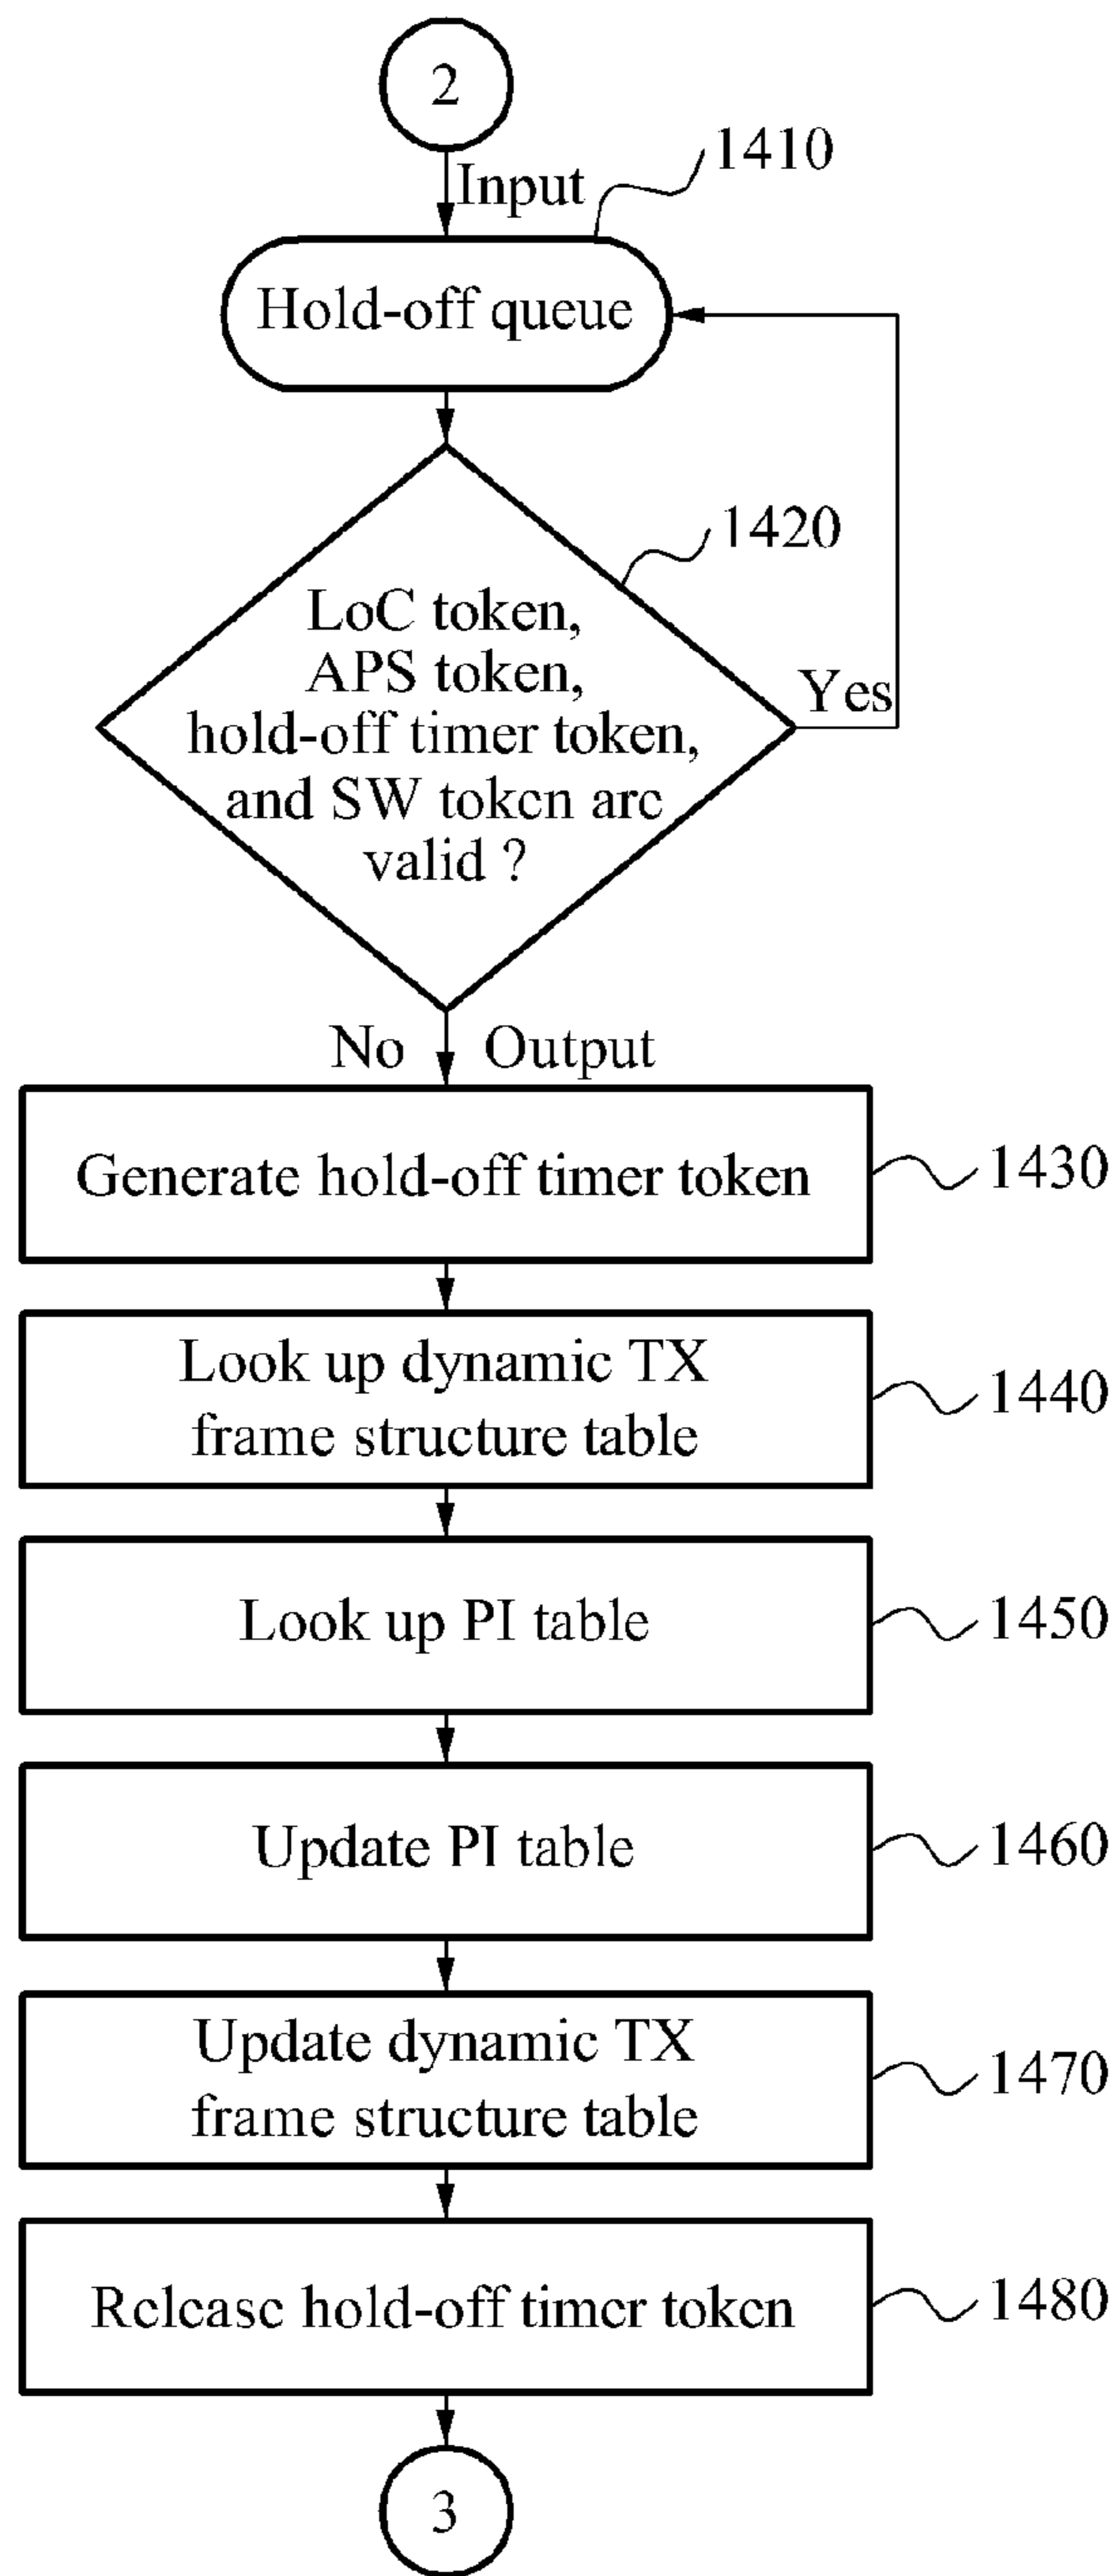 2
Input
1410
Hold-off queue
1420
LoC token,
APS token,
hold-off timer token,
and SW token are
valid ?
Yes
No
Output
Generate hold-off timer token
1430
Look up dynamic TX
frame structure table
1440
Look up PI table
1450
Update PI table
1460
Update dynamic TX
frame structure table
1470
Release hold-off timer token
1480
3